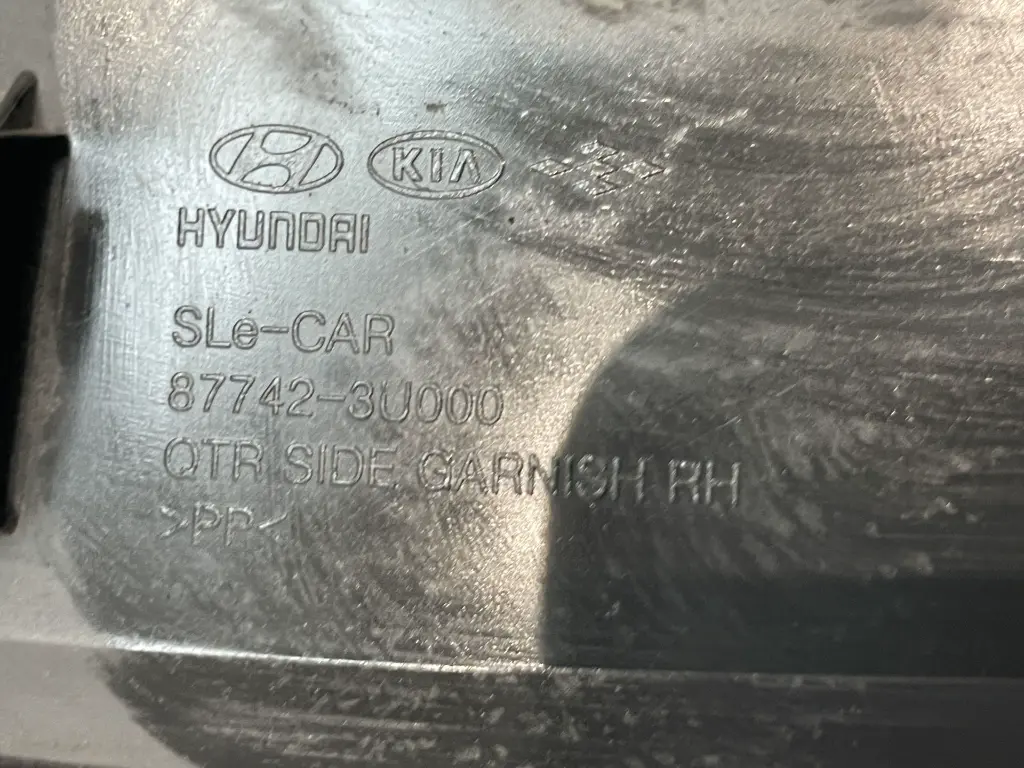 KIA
HYUNDAI
SLe-CAR
87742-3U000
QTR SIDE GARNISH RH
>PP<